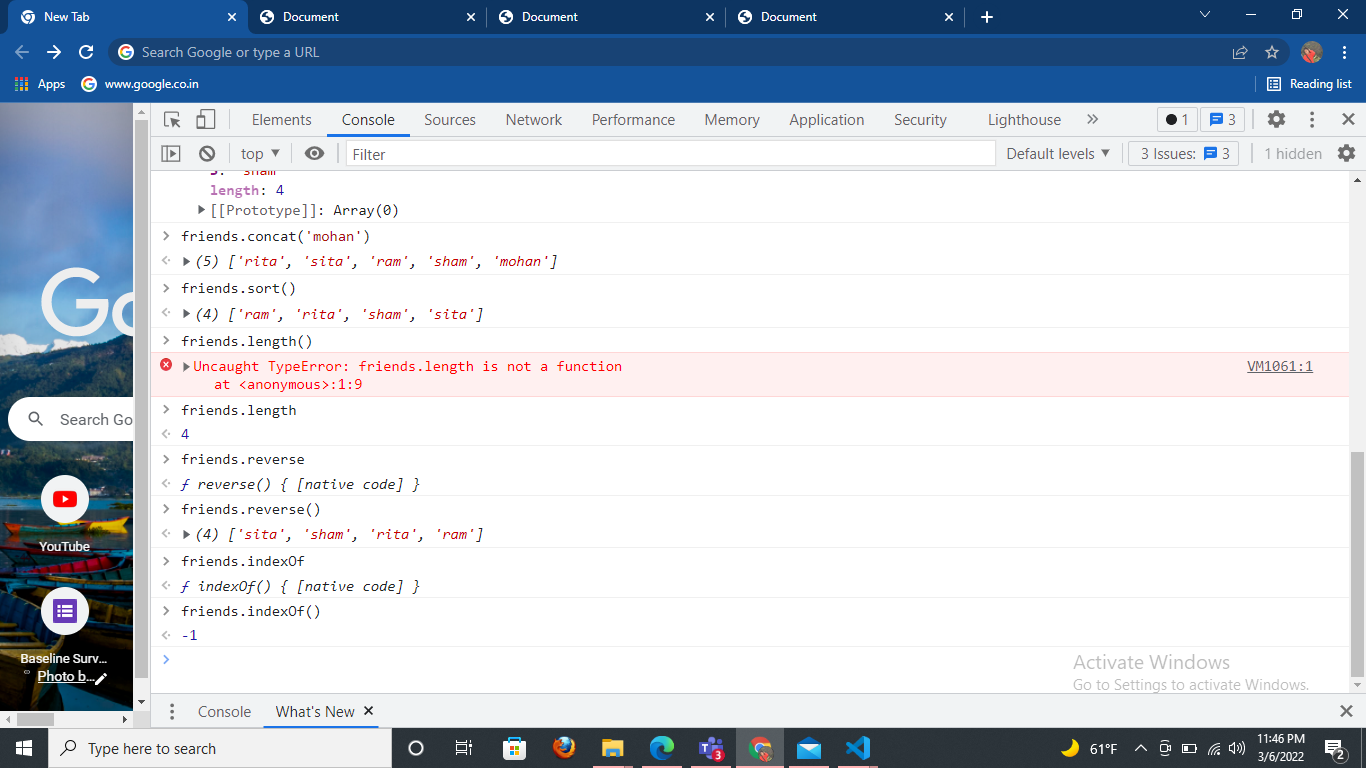 New Tab
Document
Document
Document
Search Google or type a URL
Apps
www.google.co.in
Reading list
Elements
Console
Sources
Network
Performance
Memory
Application
Security
Lighthouse
1
3
top
Filter
Default levels
3 Issues: 3
1 hidden
3: "sham"
length: 4
[[Prototype]]: Array(0)
friends.concat('mohan')
(5) ['rita', 'sita', 'ram', 'sham', 'mohan']
friends.sort()
(4) ['ram', 'rita', 'sham', 'sita']
friends.length()
Uncaught TypeError: friends.length is not a function
VM1061:1
at <anonymous>:1:9
friends.length
4
friends.reverse
ƒ reverse() { [native code] }
friends.reverse()
(4) ['sita', 'sham', 'rita', 'ram']
friends.indexOf
ƒ indexOf() { [native code] }
friends.indexOf()
-1
Go
Search Go
YouTube
Baseline Surv...
Photo b...
Activate Windows
Go to Settings to activate Windows.
Console
What's New
Type here to search
3
61°F
11:46 PM
3/6/2022
2